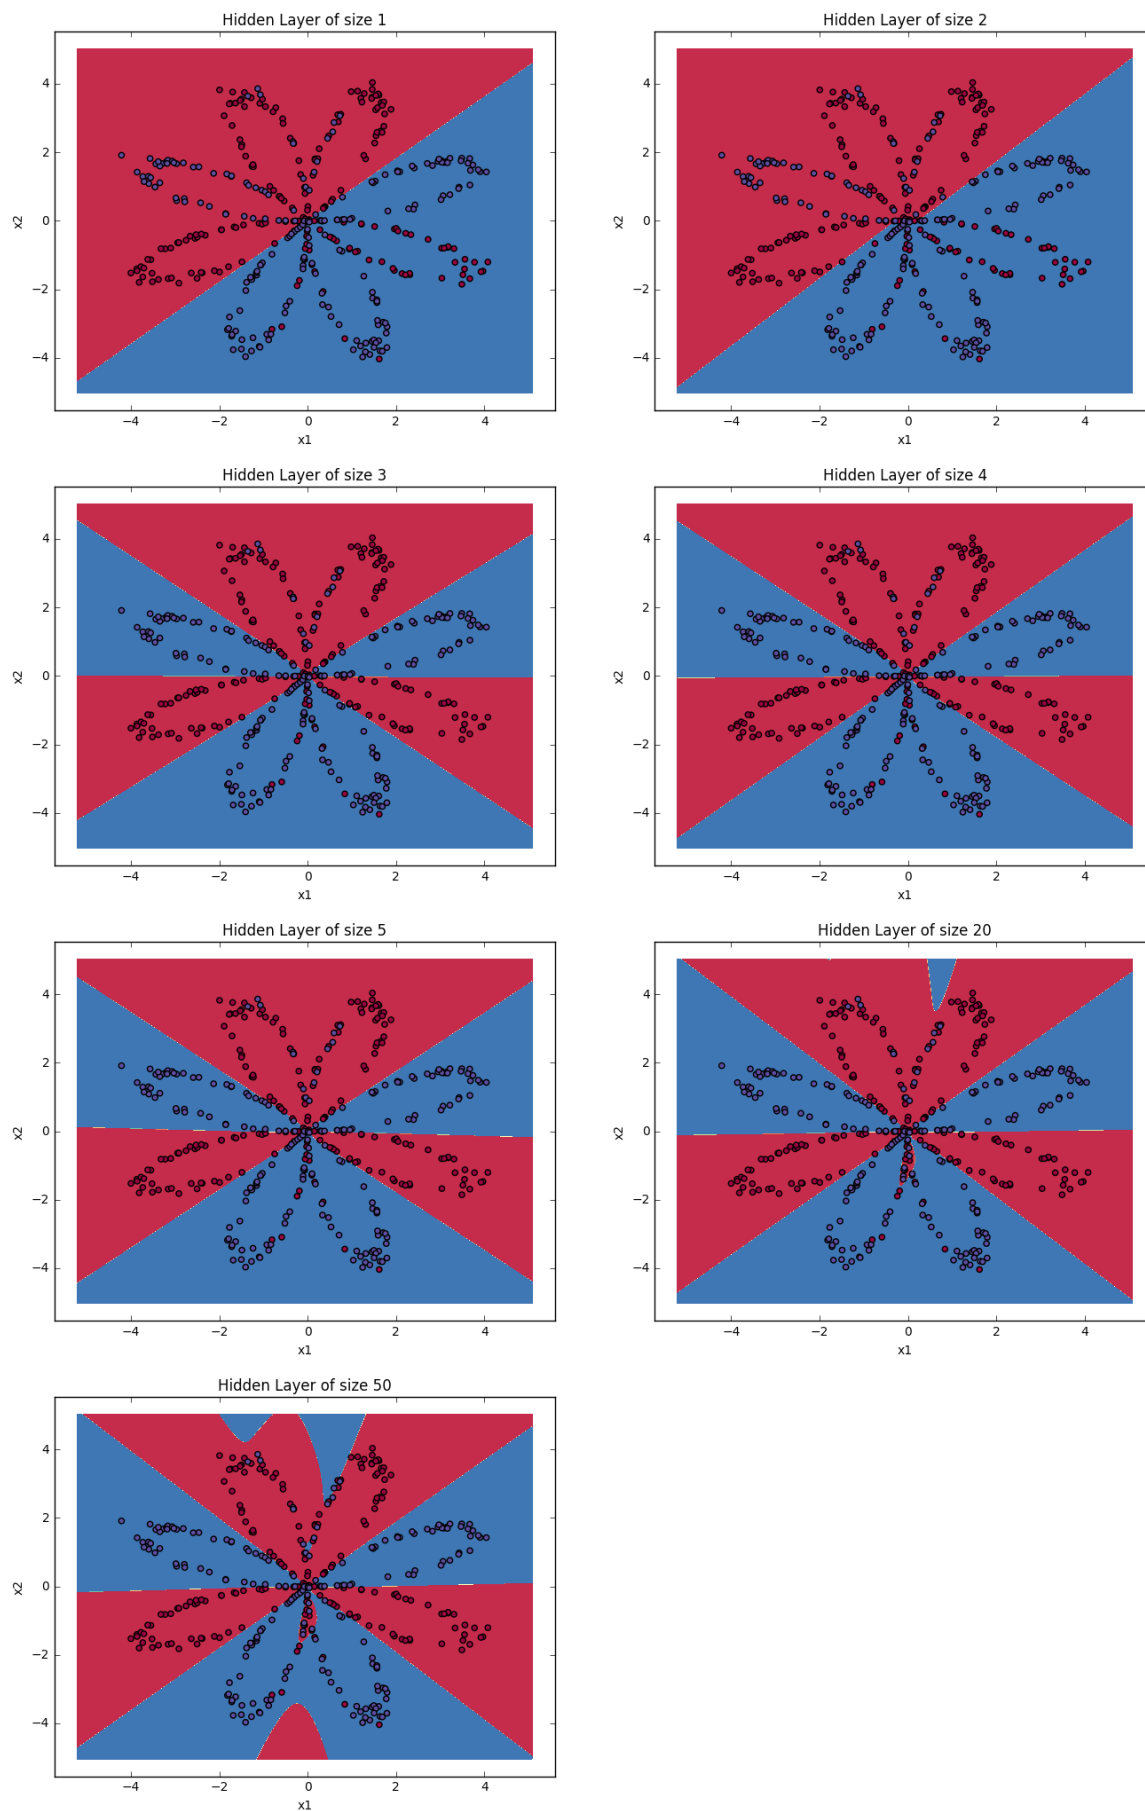 Hidden Layer of size 1
4
2
0
−2
−4
x2
−4 −2 0 2 4
x1
Hidden Layer of size 2
4
2
0
−2
−4
x2
−4 −2 0 2 4
x1
Hidden Layer of size 3
4
2
0
−2
−4
x2
−4 −2 0 2 4
x1
Hidden Layer of size 4
4
2
0
−2
−4
x2
−4 −2 0 2 4
x1
Hidden Layer of size 5
4
2
0
−2
−4
x2
−4 −2 0 2 4
x1
Hidden Layer of size 20
4
2
0
−2
−4
x2
−4 −2 0 2 4
x1
Hidden Layer of size 50
4
2
0
−2
−4
x2
−4 −2 0 2 4
x1